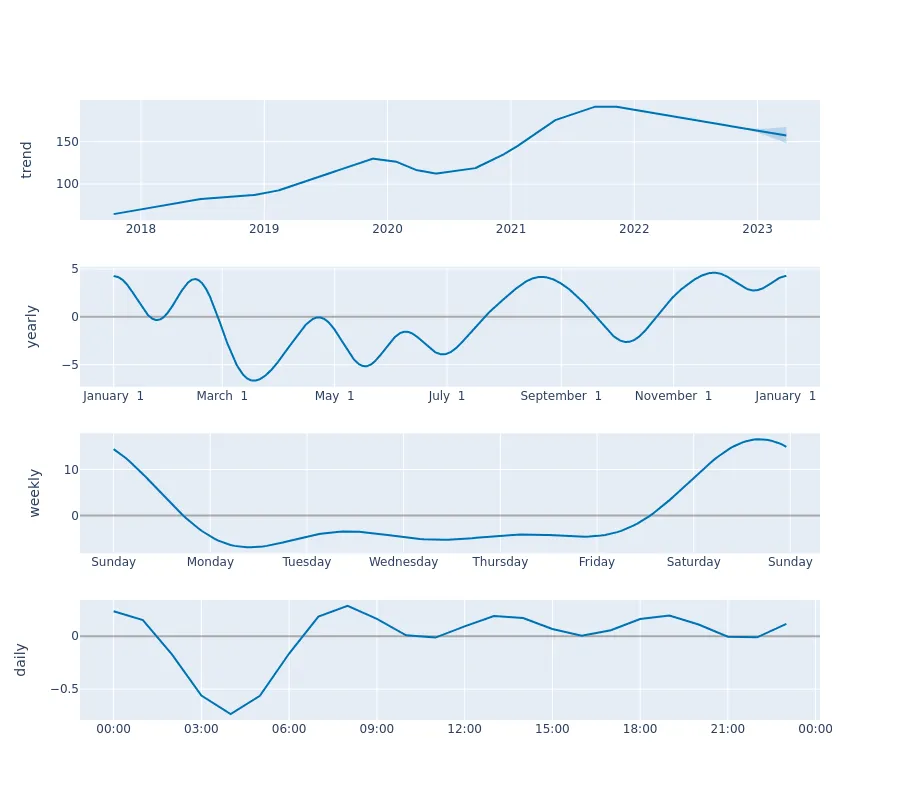 trend
150
100
2018 2019 2020 2021 2022 2023
yearly
5
0
−5
January 1 March 1 May 1 July 1 September 1 November 1 January 1
weekly
10
0
Sunday Monday Tuesday Wednesday Thursday Friday Saturday Sunday
daily
0
−0.5
00:00 03:00 06:00 09:00 12:00 15:00 18:00 21:00 00:00